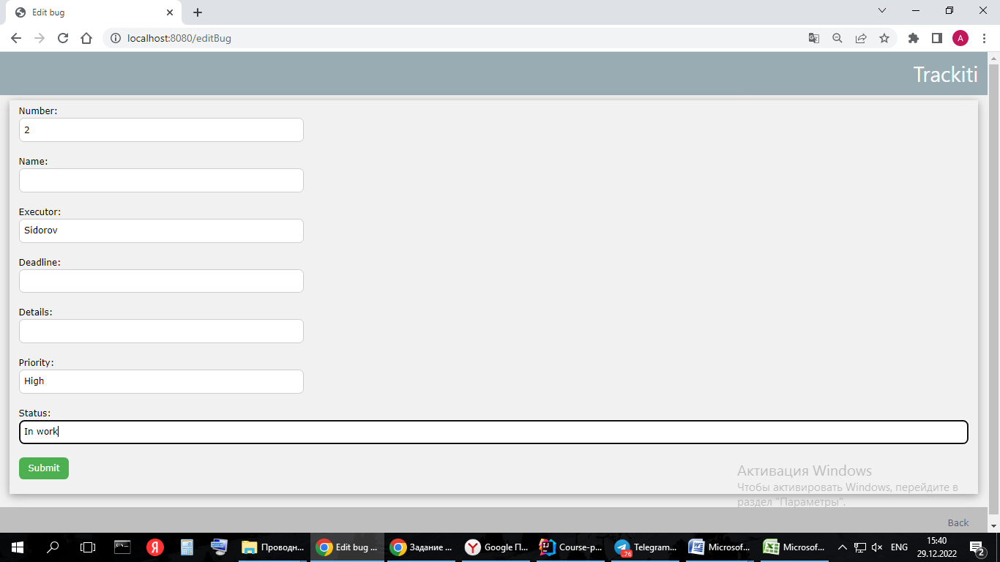 Edit bug
localhost:8080/editBug
A
Trackiti
Number:
2
Name:
Executor:
Sidorov
Deadline:
Details:
Priority:
High
Status:
In work
Submit
Активация Windows
Чтобы активировать Windows, перейдите в
раздел "Параметры".
Back
Я
Проводн...
Edit bug ...
Задание ...
Y
Google П...
IJ
Course-p...
76
Telegram...
W
Microsof...
X
Microsof...
ENG
15:40
29.12.2022
2